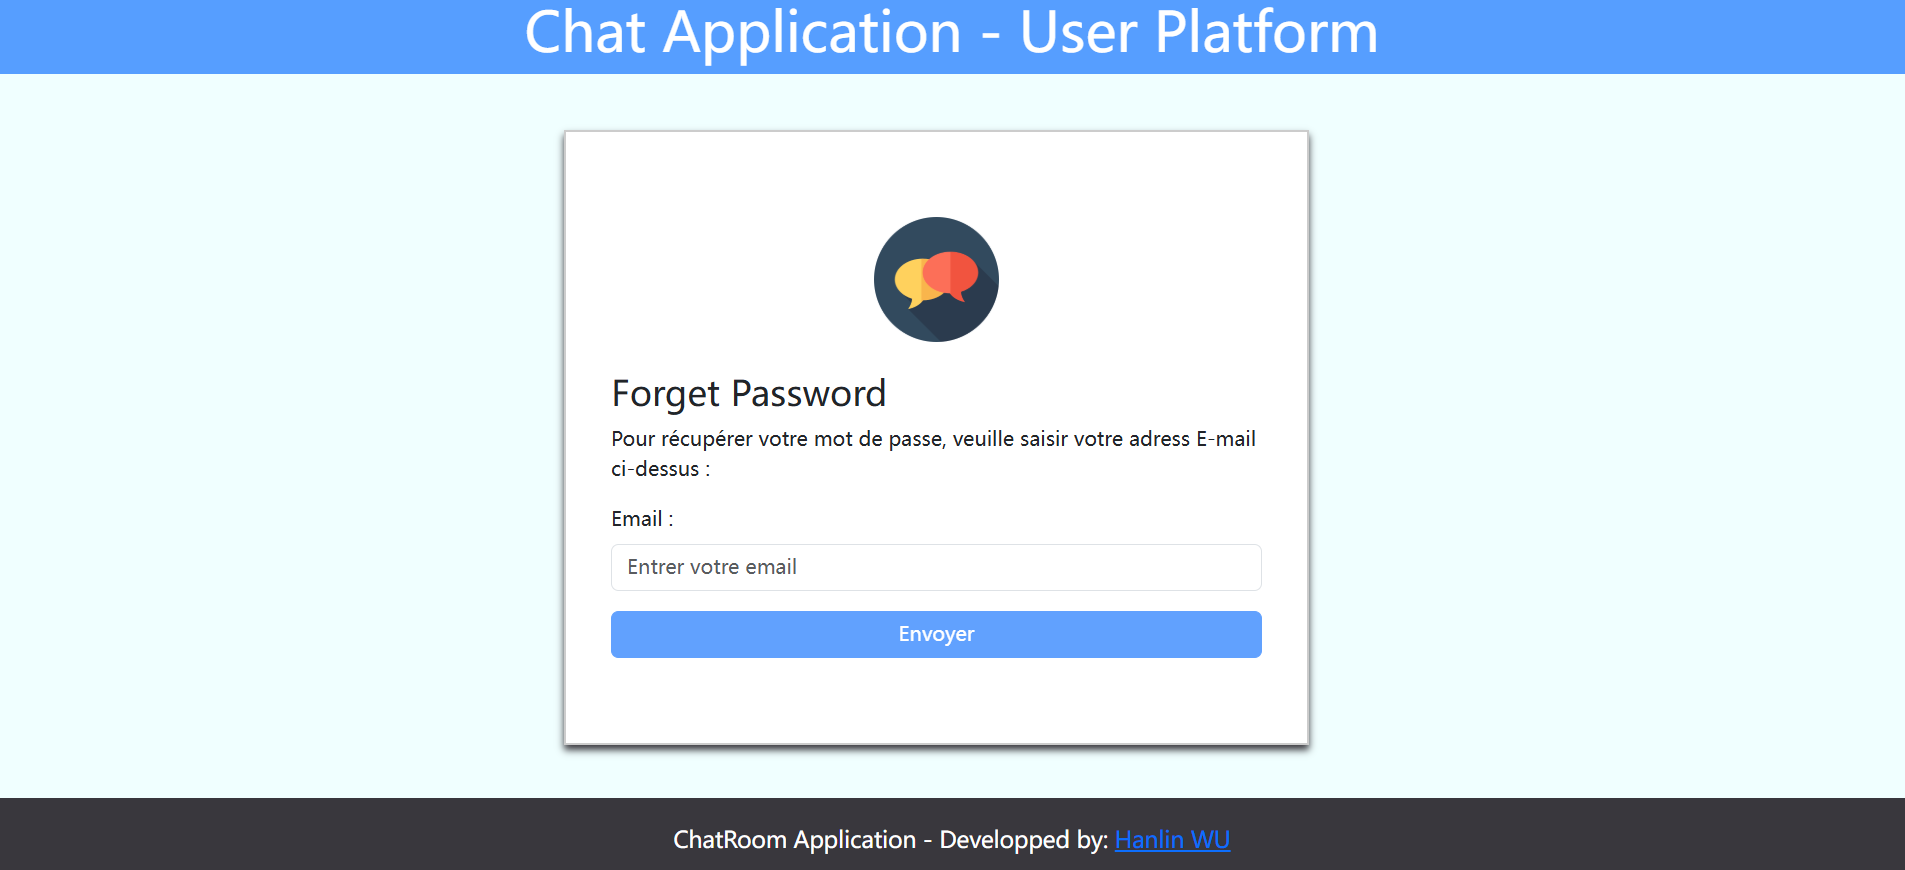 Chat Application - User Platform
Forget Password
Pour récupérer votre mot de passe, veuille saisir votre adress E-mail
ci-dessus :
Email :
Entrer votre email
Envoyer
ChatRoom Application - Developped by: Hanlin WU